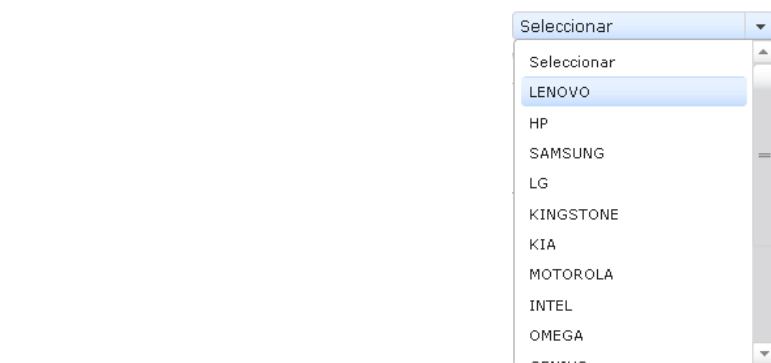 Seleccionar
Seleccionar
LENOVO
HP
SAMSUNG
LG
KINGSTONE
KIA
MOTOROLA
INTEL
OMEGA